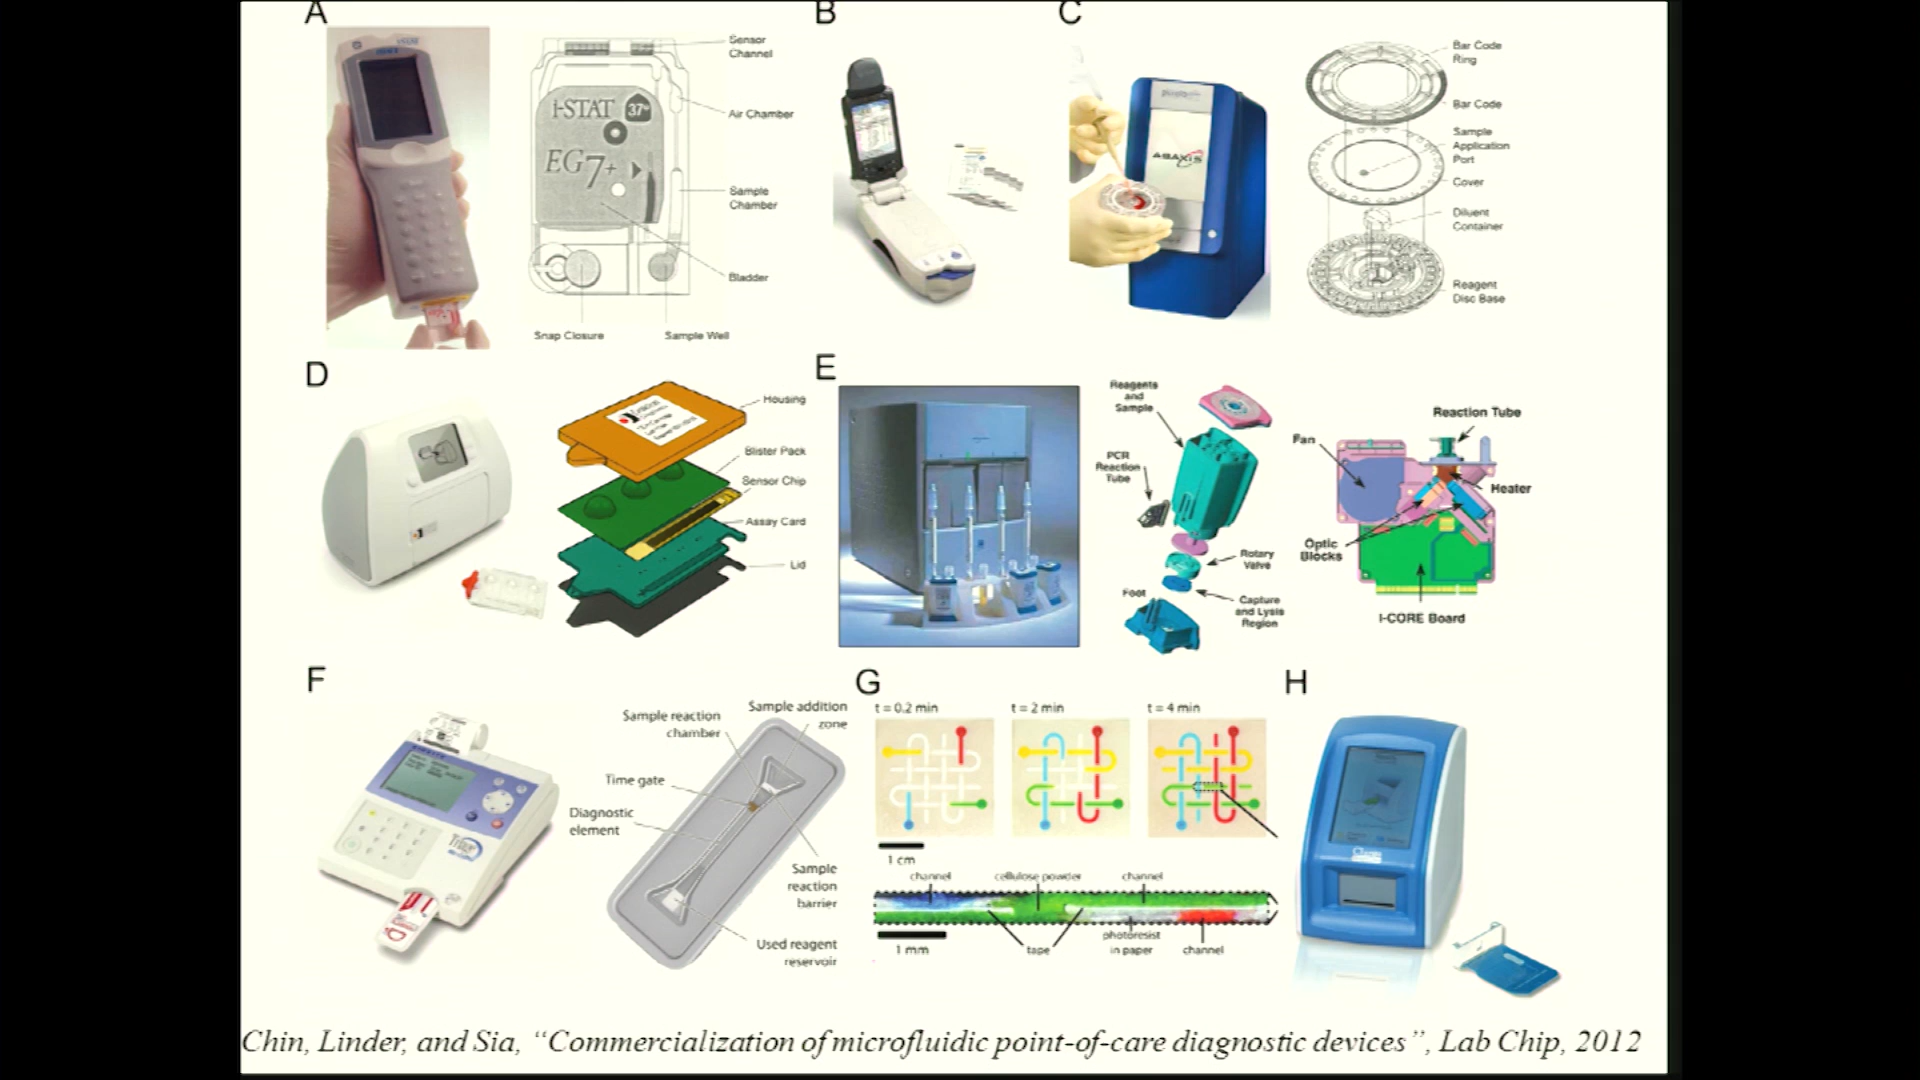 A
B
C
Sensor
Channel
i-STAT
37°
EG7+
Air Chamber
Sample
Chamber
Bladder
Snap Closure
Sample Well
ABAXIS
Bar Code
Ring
Bar Code
Sample
Application
Port
Cover
Diluent
Container
Reagent
Disc Base
D
Housing
Blister Pack
Sensor Chip
Assay Card
Lid
E
Reagents
and
Sample
PCR
Reaction
Tube
Rotary
Valve
Foot
Capture
and Lysis
Region
Reaction Tube
Fan
Heater
Optic
Blocks
I-CORE Board
F
Sample addition
zone
Sample reaction
chamber
Time gate
Diagnostic
element
Sample
reaction
barrier
Used reagent
reservoir
Triage
G
t = 0.2 min
t = 2 min
t = 4 min
1 cm
channel
cellulose powder
channel
1 mm
tape
photoresist
in paper
channel
H
Chin, Linder, and Sia, “Commercialization of microfluidic point-of-care diagnostic devices”, Lab Chip, 2012